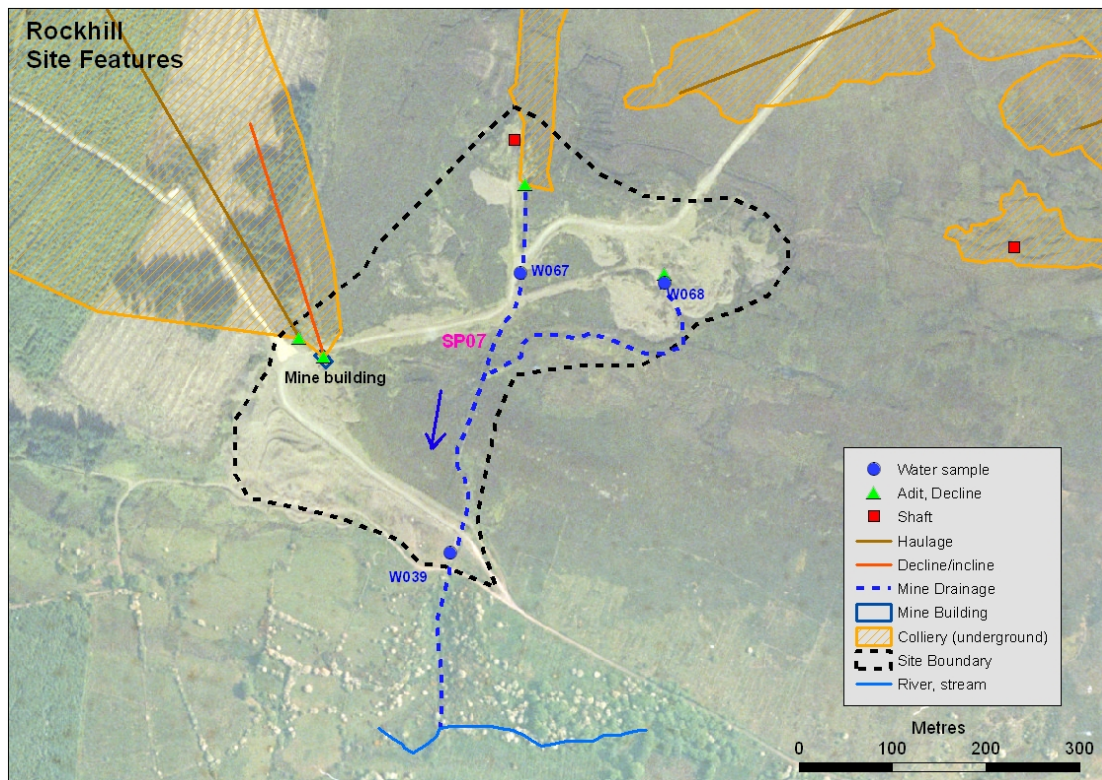 Rockhill
Site Features
W067
W068
SP07
Mine building
W039
Water sample
Adit, Decline
Shaft
Haulage
Decline/incline
Mine Drainage
Mine Building
Colliery (underground)
Site Boundary
River, stream
Metres
0 100 200 300